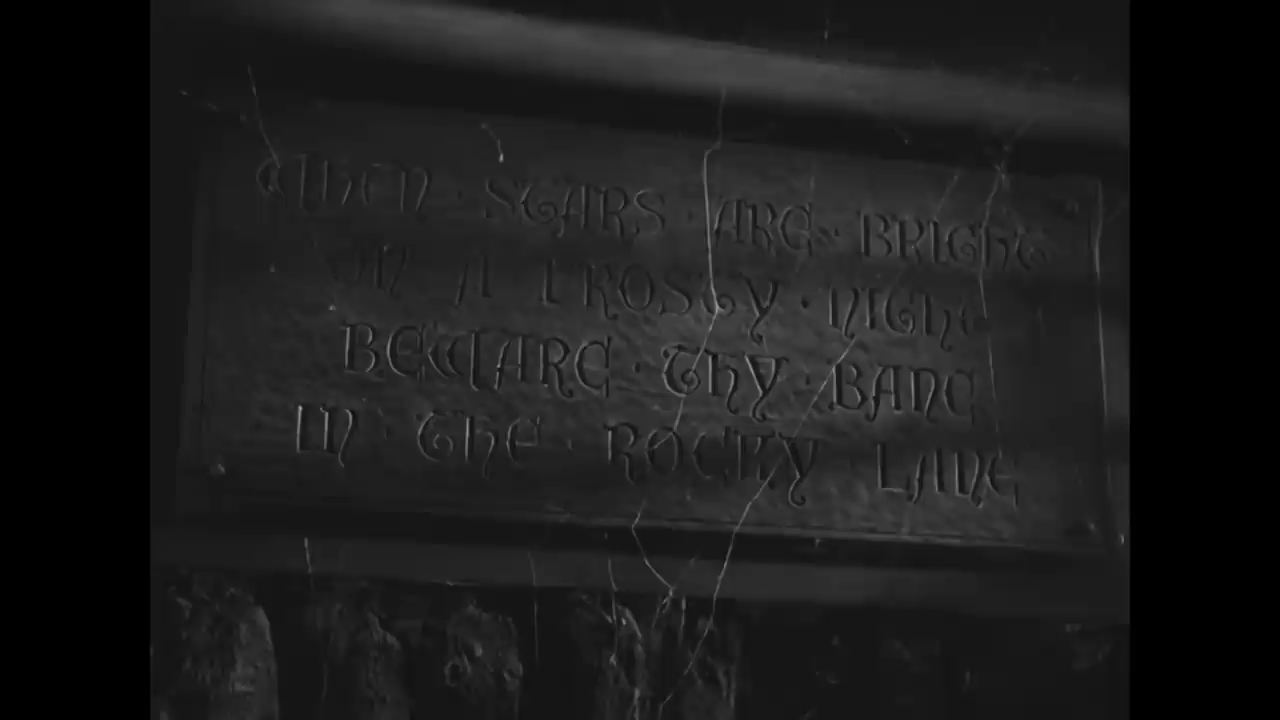 WHEN · STARS · ARE · BRIGHT
ON A FROSTY · NIGHT
BEWARE · THY · BANE
IN · THE · ROCKY LANE